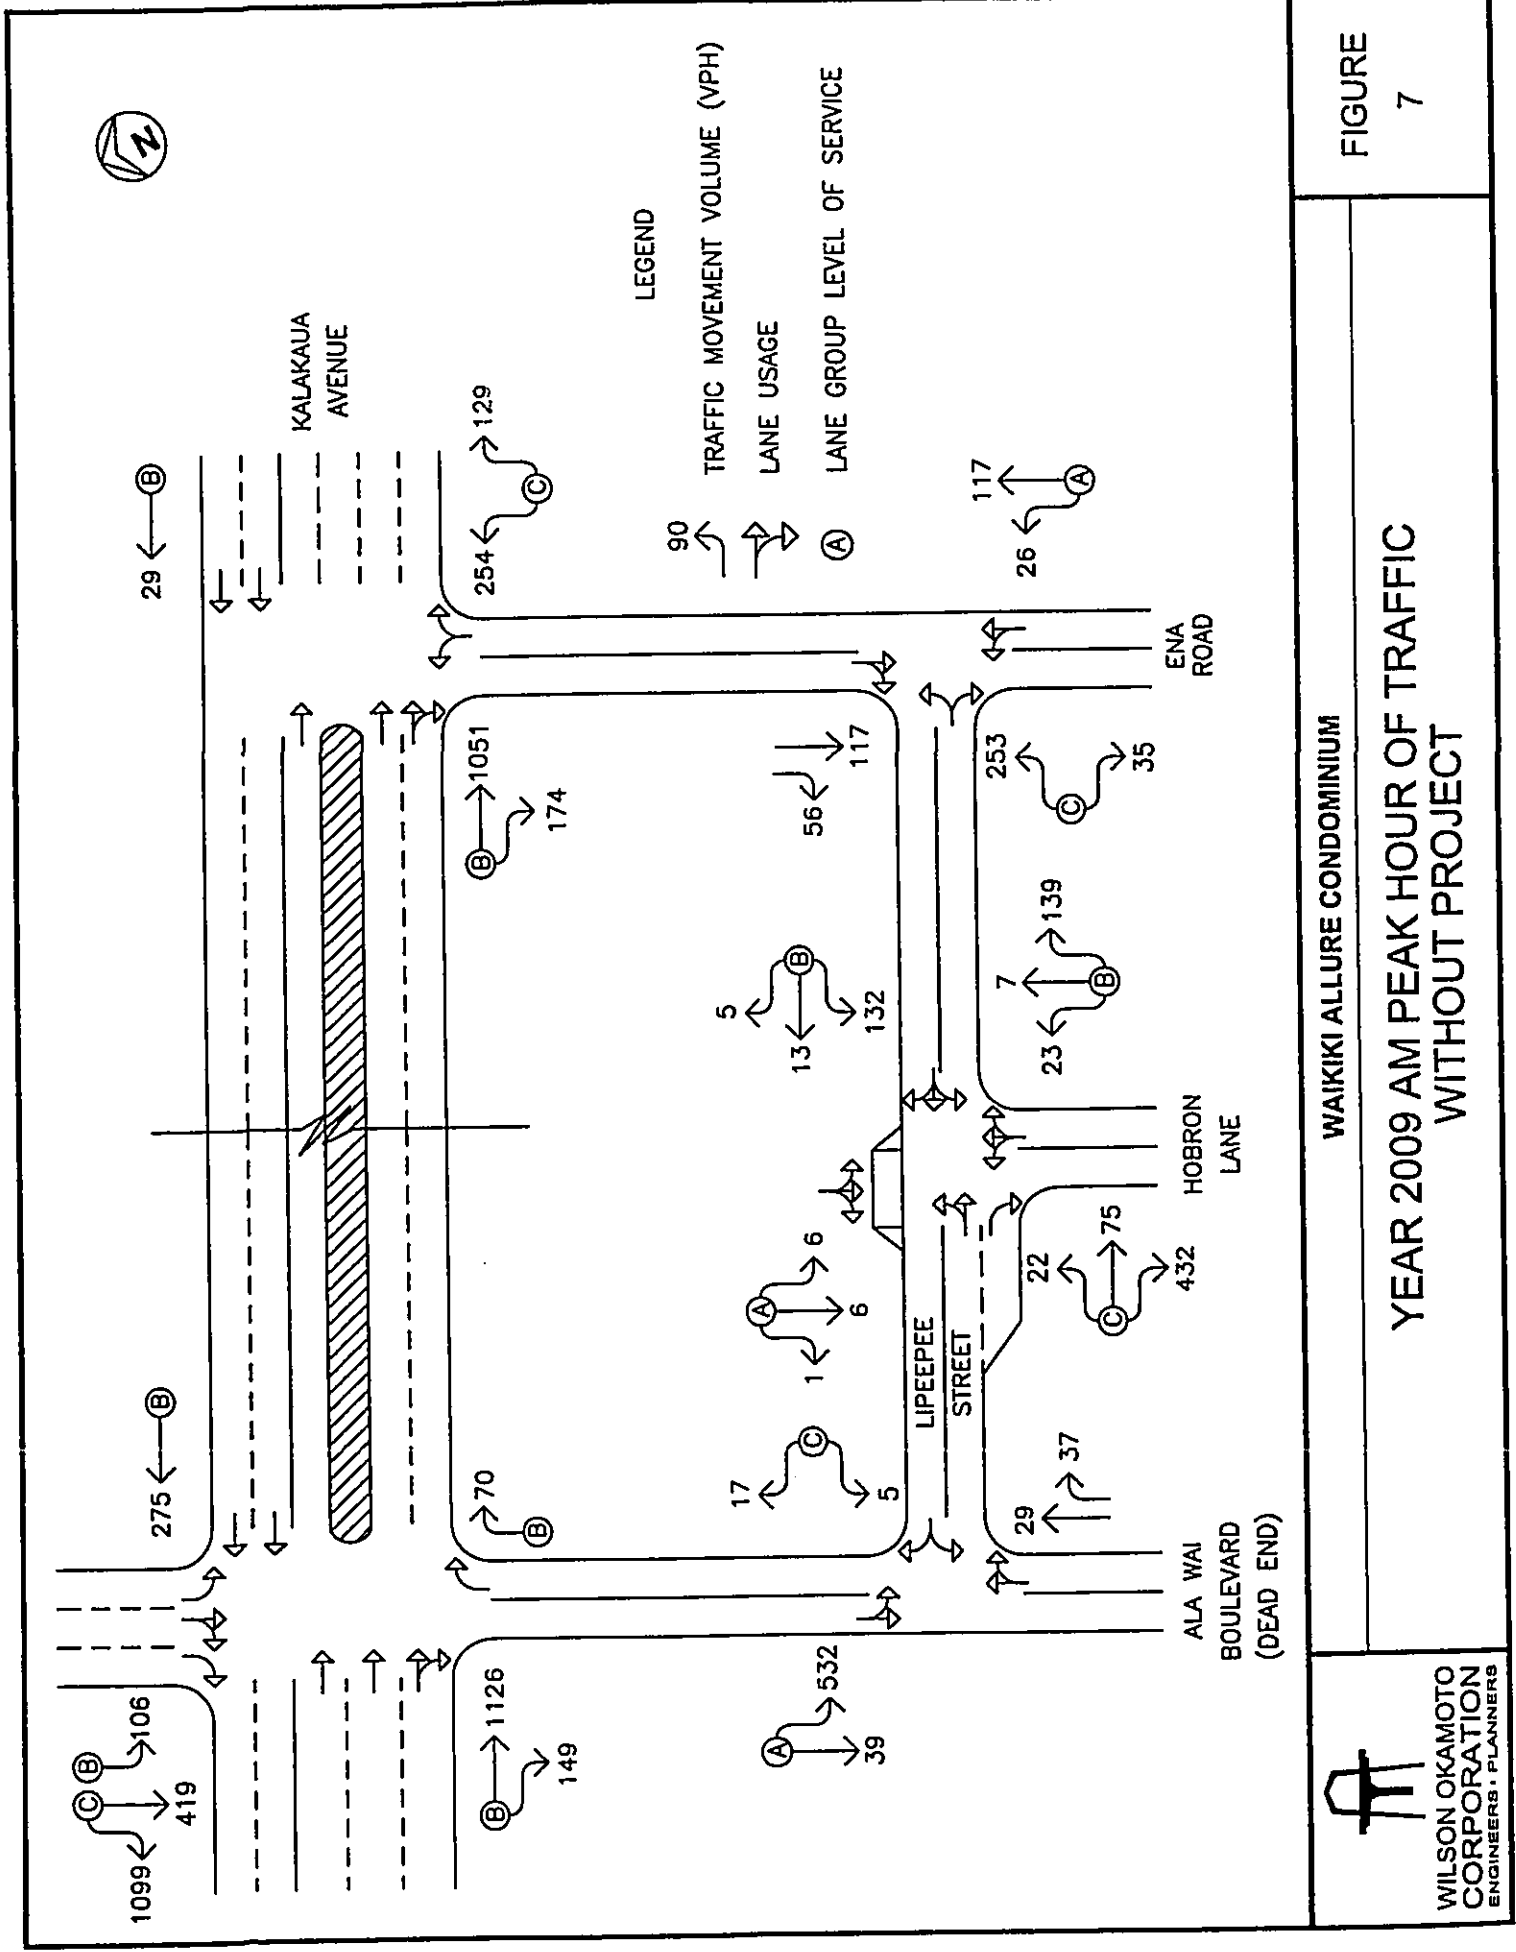 N
1099
C
419
B
106
275
B
29
B
KALAKAUA
AVENUE
B
1126
149
70
B
B
1051
174
254
C
129
LEGEND
90
TRAFFIC MOVEMENT VOLUME (VPH)
LANE USAGE
A
LANE GROUP LEVEL OF SERVICE
A
532
39
17
C
5
1
A
6
6
5
13
B
132
56
117
LIPEEPEE
STREET
29
37
22
C
75
432
23
7
B
139
253
C
35
26
117
A
ALA WAI
BOULEVARD
(DEAD END)
HOBRON
LANE
ENA
ROAD
WILSON OKAMOTO
CORPORATION
ENGINEERS · PLANNERS
WAIKIKI ALLURE CONDOMINIUM
YEAR 2009 AM PEAK HOUR OF TRAFFIC
WITHOUT PROJECT
FIGURE
7